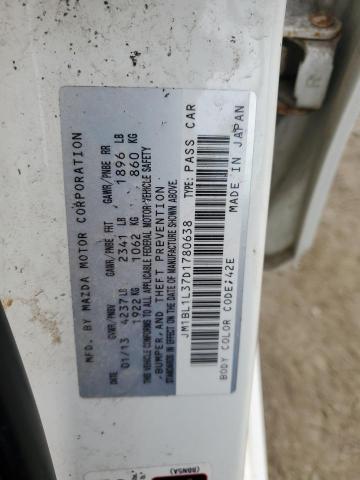 MFD. BY MAZDA MOTOR CORPORATION
GVWR/PNBV GAWR/PNBE FRT GAWR/PNBE RR
01/13 4237 LB 2341 LB 1896 LB
1922 KG 1062 KG 860 KG
THIS VEHICLE CONFORMS TO ALL APPLICABLE FEDERAL MOTOR VEHICLE SAFETY
BUMPER, AND THEFT PREVENTION
STANDARDS IN EFFECT ON THE DATE OF MANUFACTURE SHOWN ABOVE.
JM1BL1L37D1780638 TYPE: PASS CAR
MADE IN JAPAN
BODY COLOR CODE:42E
(BDN5A)